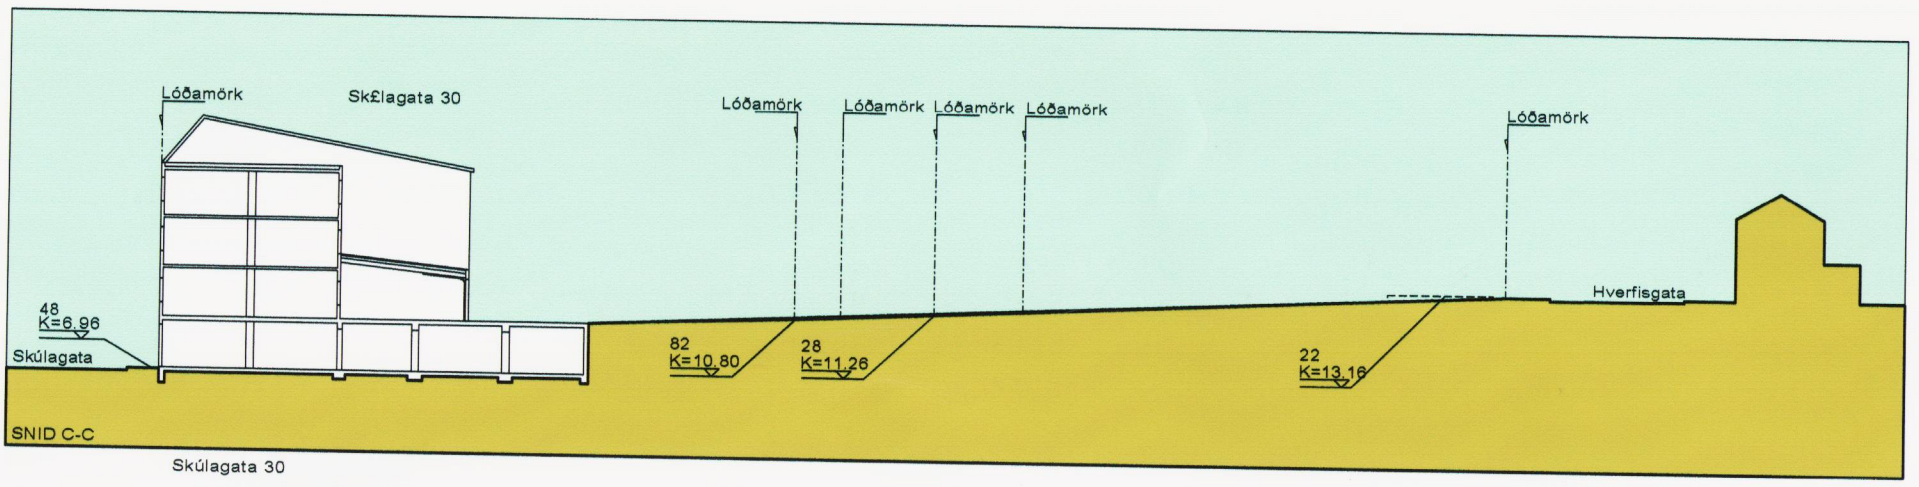 Lóðamörk
Sk£lagata 30
Lóðamörk
Lóðamörk
Lóðamörk
Lóðamörk
Lóðamörk
Hverfisgata
48
K=6.96
Skúlagata
82
K=10.80
28
K=11.26
22
K=13.16
SNID C-C
Skúlagata 30